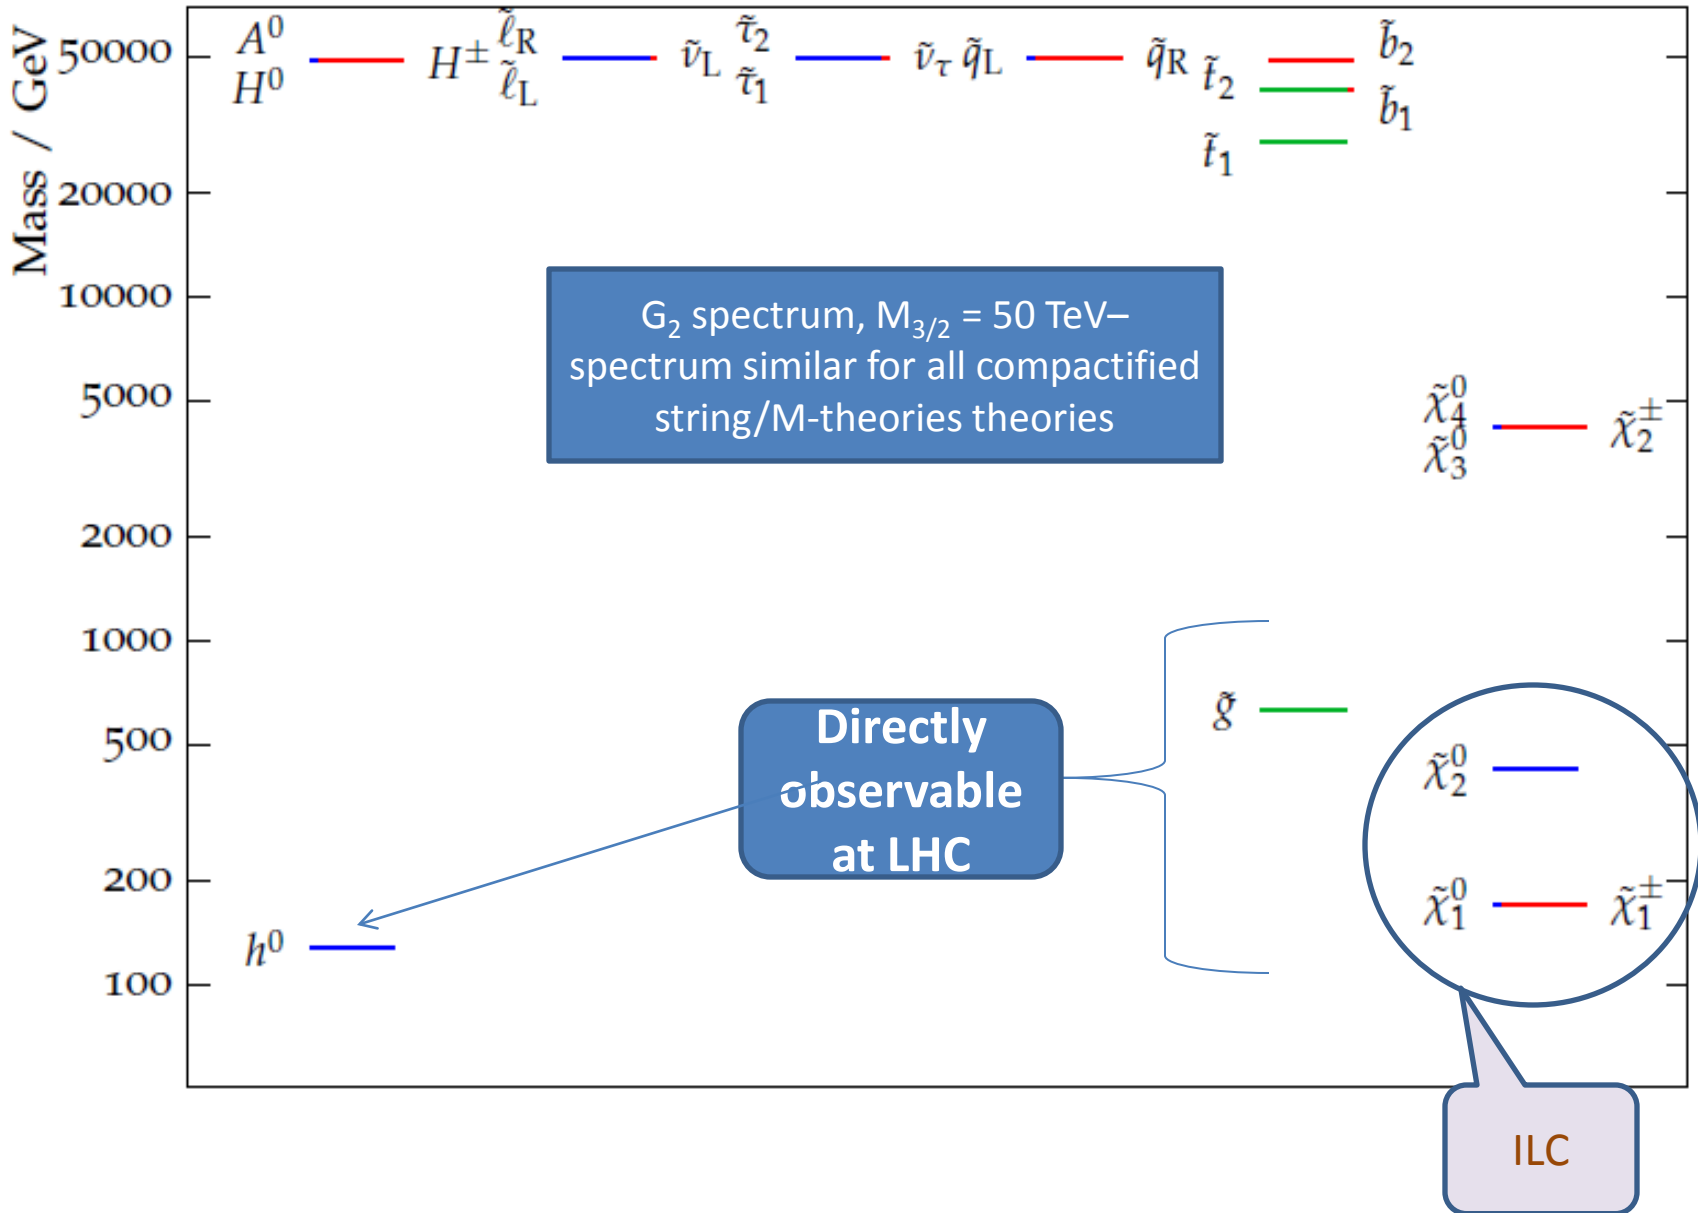 Mass / GeV
50000
20000
10000
5000
2000
1000
500
200
100
A⁰
H⁰
H±
ℓ̃R
ℓ̃L
ν̃L
τ̃2
τ̃1
ν̃τ
q̃L
q̃R
t̃2
t̃1
b̃2
b̃1
G₂ spectrum, M₃/₂ = 50 TeV–
spectrum similar for all compactified
string/M-theories theories
χ̃⁰4
χ̃⁰3
χ̃±2
g̃
Directly
observable
at LHC
χ̃⁰2
χ̃⁰1
χ̃±1
h⁰
ILC